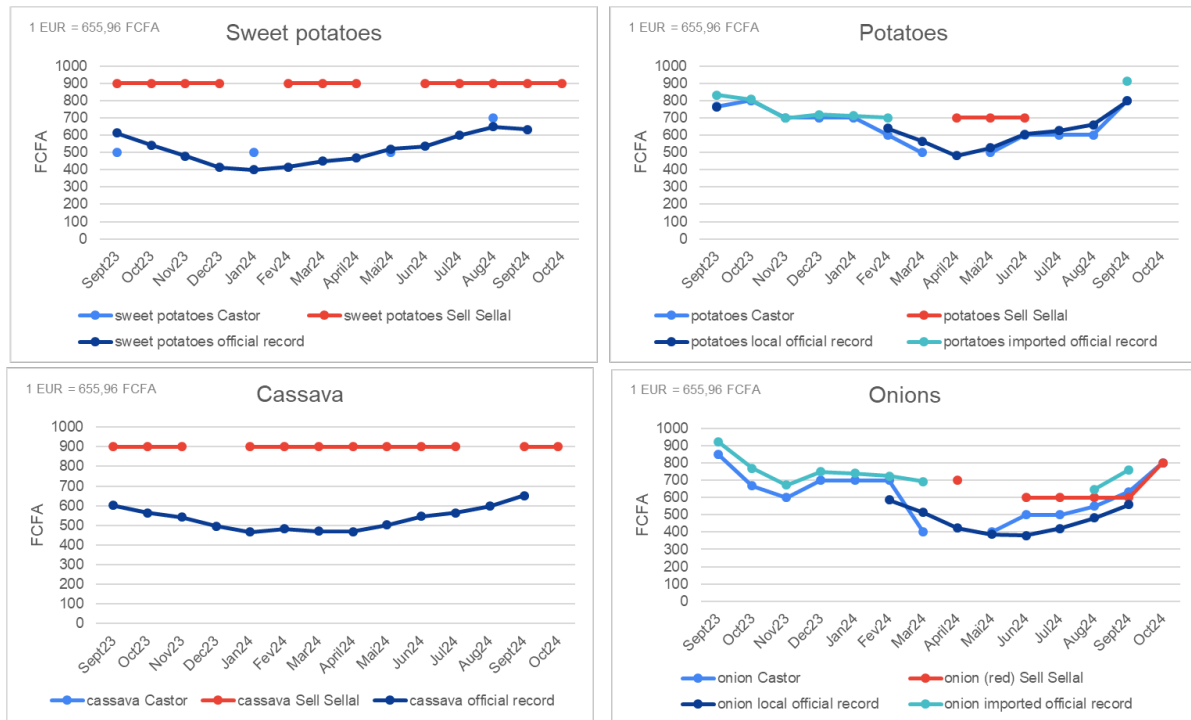 1 EUR = 655,96 FCFA
Sweet potatoes
1000
900
800
700
600
500
400
300
200
100
0
FCFA
Sept23
Oct23
Nov23
Dec23
Jan24
Fev24
Mar24
April24
Mai24
Jun24
Jul24
Aug24
Sept24
Oct24
sweet potatoes Castor
sweet potatoes Sell Sellal
sweet potatoes official record
1 EUR = 655,96 FCFA
Potatoes
1000
900
800
700
600
500
400
300
200
100
0
FCFA
Sept23
Oct23
Nov23
Dec23
Jan24
Fev24
Mar24
April24
Mai24
Jun24
Jul24
Aug24
Sept24
Oct24
potatoes Castor
potatoes Sell Sellal
potatoes local official record
portatoes imported official record
1 EUR = 655,96 FCFA
Cassava
1000
900
800
700
600
500
400
300
200
100
0
FCFA
Sept23
Oct23
Nov23
Dec23
Jan24
Fev24
Mar24
April24
Mai24
Jun24
Jul24
Aug24
Sept24
Oct24
cassava Castor
cassava Sell Sellal
cassava official record
1 EUR = 655,96 FCFA
Onions
1000
900
800
700
600
500
400
300
200
100
0
FCFA
Sept23
Oct23
Nov23
Dec23
Jan24
Fev24
Mar24
April24
Mai24
Jun24
Jul24
Aug24
Sept24
Oct24
onion Castor
onion (red) Sell Sellal
onion local official record
onion imported official record